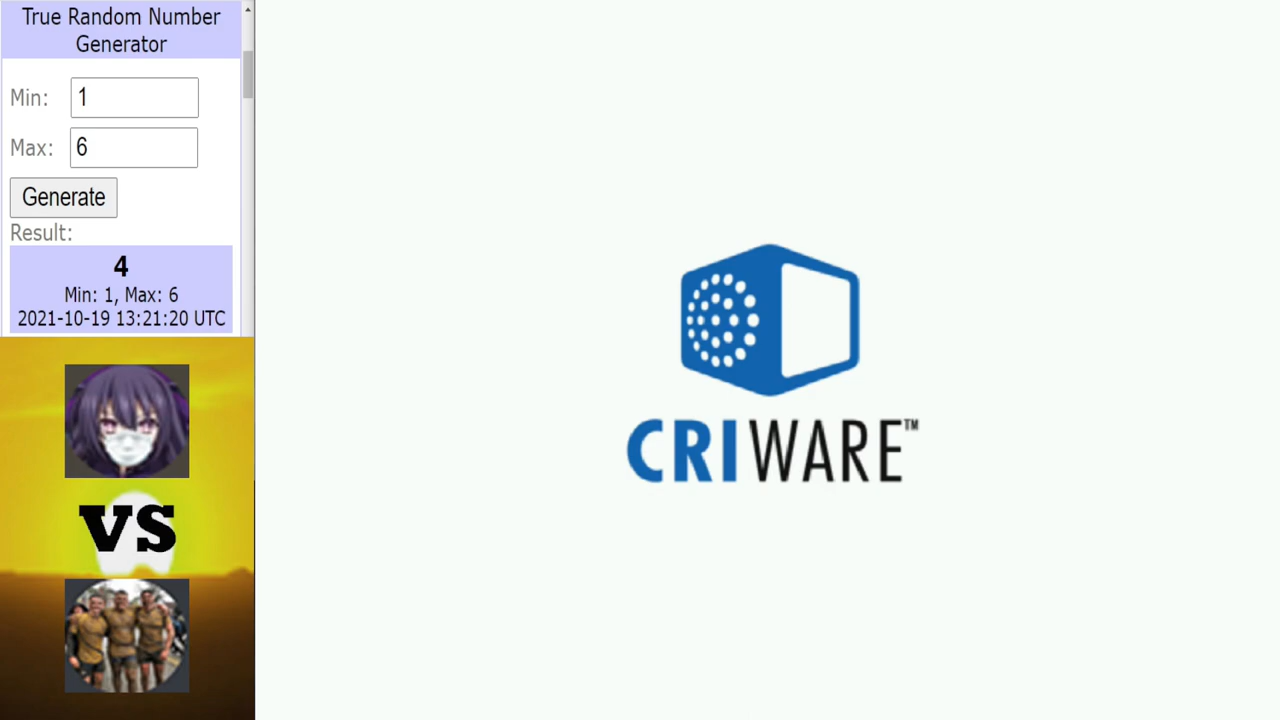 True Random Number
Generator
Min: 1
Max: 6
Generate
Result:
4
Min: 1, Max: 6
2021-10-19 13:21:20 UTC
VS
CRIWARE™